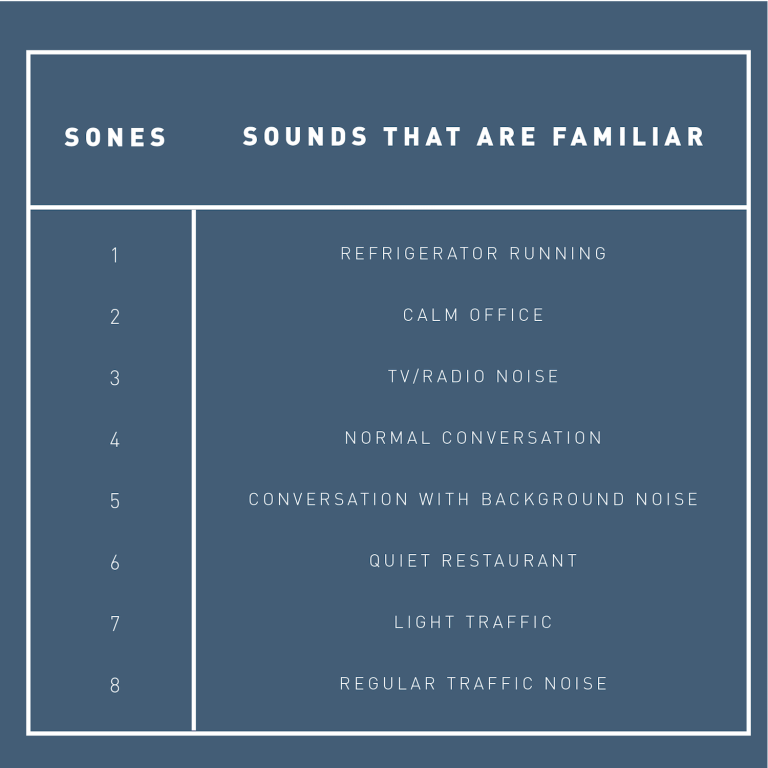 SONES SOUNDS THAT ARE FAMILIAR
1 REFRIGERATOR RUNNING
2 CALM OFFICE
3 TV/RADIO NOISE
4 NORMAL CONVERSATION
5 CONVERSATION WITH BACKGROUND NOISE
6 QUIET RESTAURANT
7 LIGHT TRAFFIC
8 REGULAR TRAFFIC NOISE